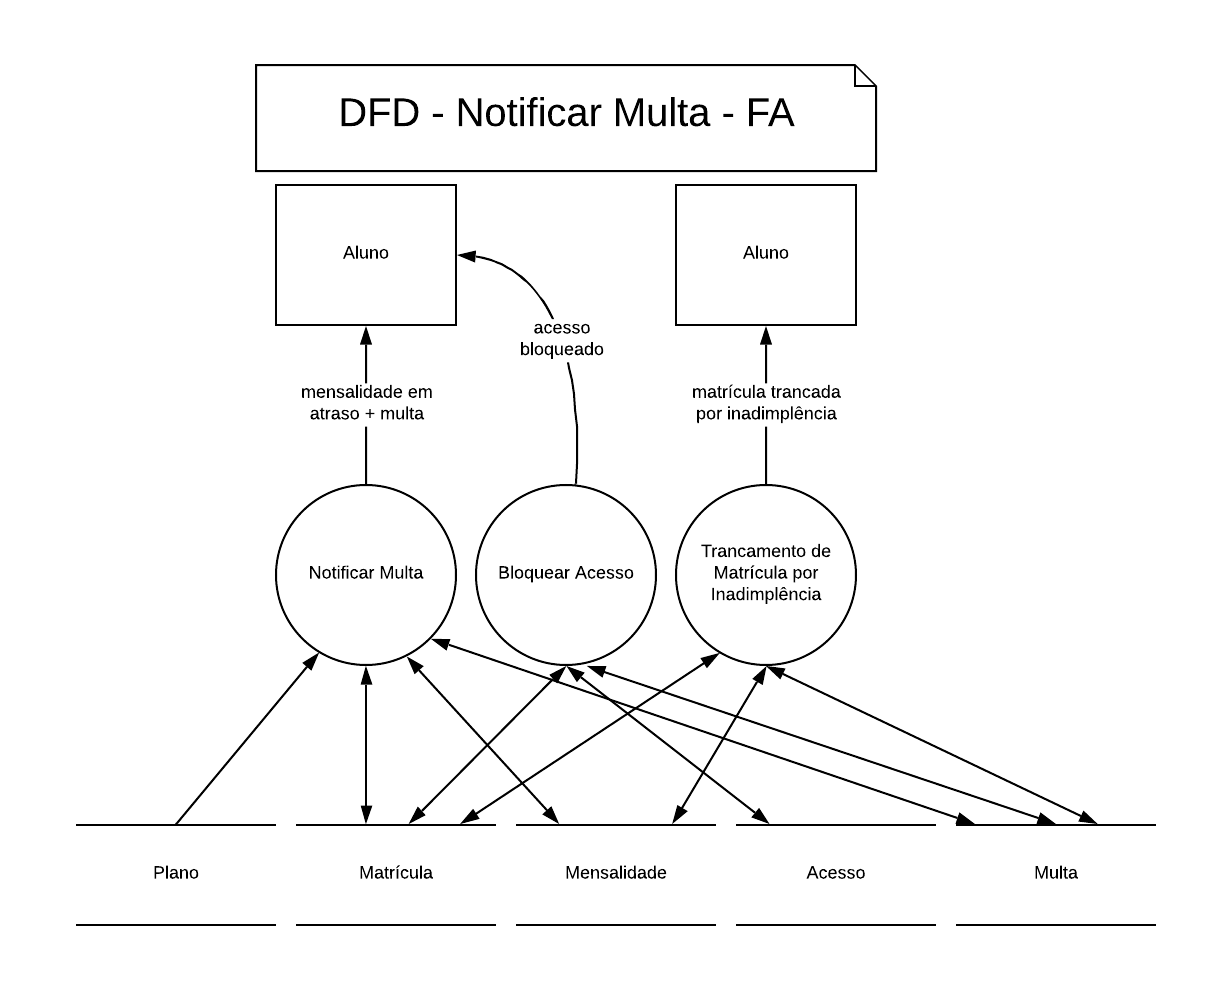 DFD - Notificar Multa - FA
Aluno
Aluno
acesso
bloqueado
mensalidade em
atraso + multa
matrícula trancada
por inadimplência
Notificar Multa
Bloquear Acesso
Trancamento de
Matrícula por
Inadimplência
Plano
Matrícula
Mensalidade
Acesso
Multa